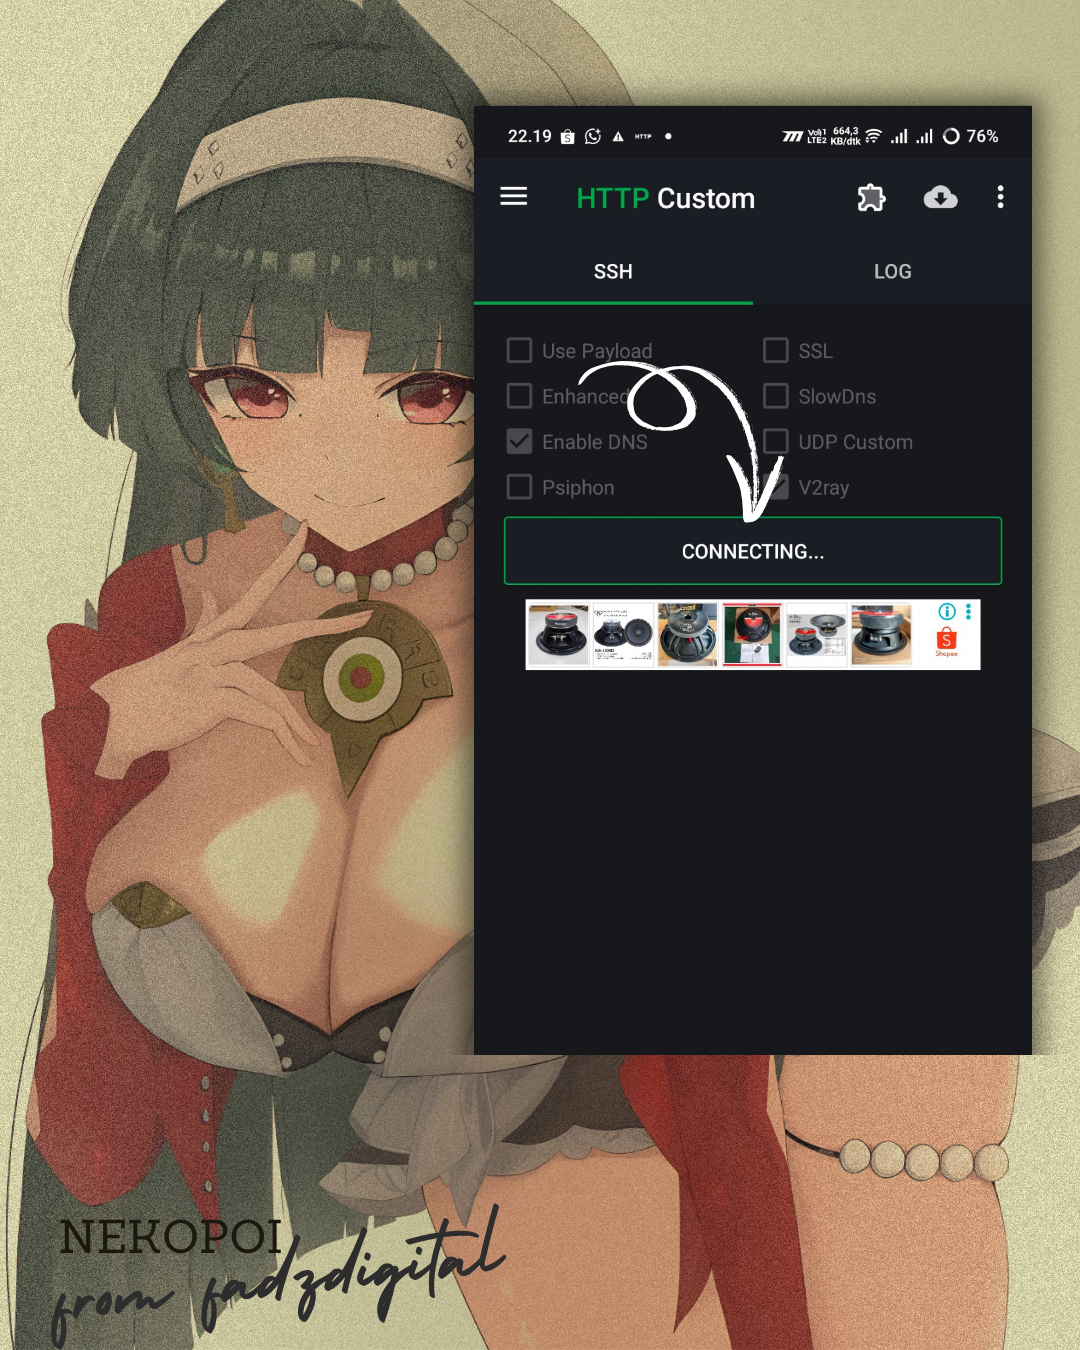 22.19
HTTP
VoIp1
LTE2
664,3
KB/dtk
76%
HTTP Custom
SSH
LOG
Use Payload
SSL
Enhanced
SlowDns
Enable DNS
UDP Custom
Psiphon
V2ray
CONNECTING...
Shopee
NEKOPOI
from fadzdigital